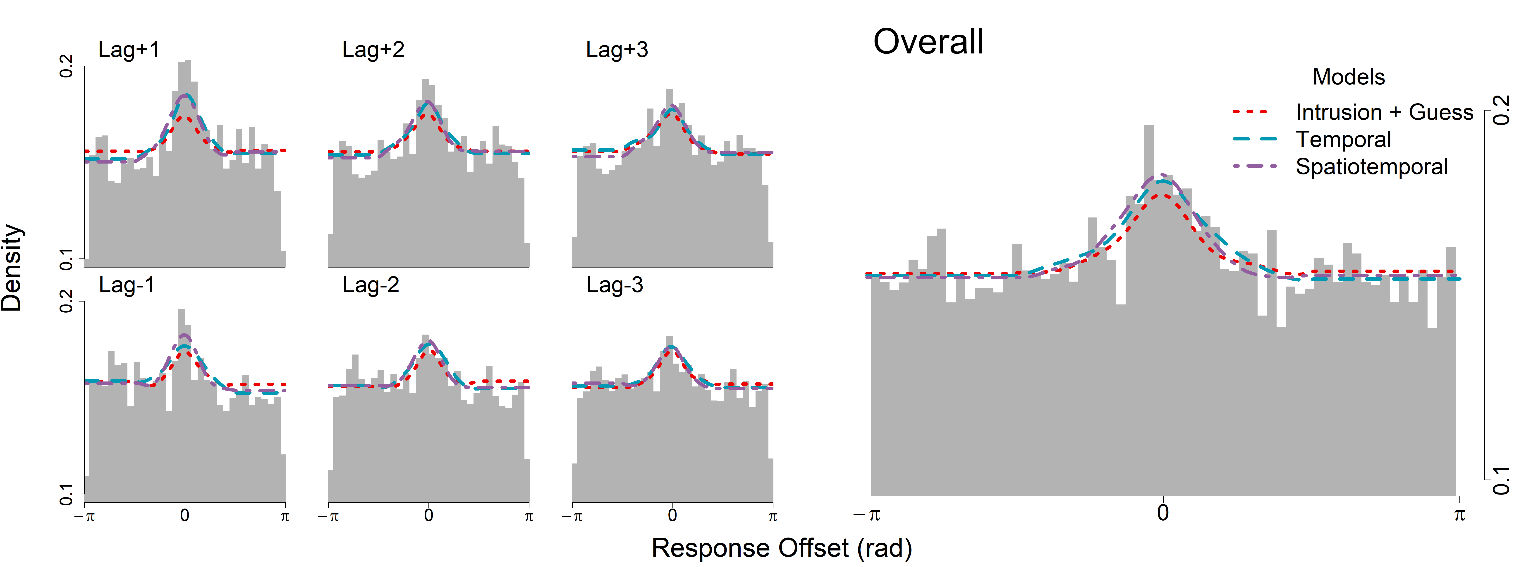 Lag+1
Lag+2
Lag+3
Overall
0.2
0.1
Models
Intrusion + Guess
Temporal
Spatiotemporal
0.2
0.1
Density
Lag-1
Lag-2
Lag-3
0.2
0.1
−π 0 π
−π 0 π
−π 0 π
−π 0 π
Response Offset (rad)